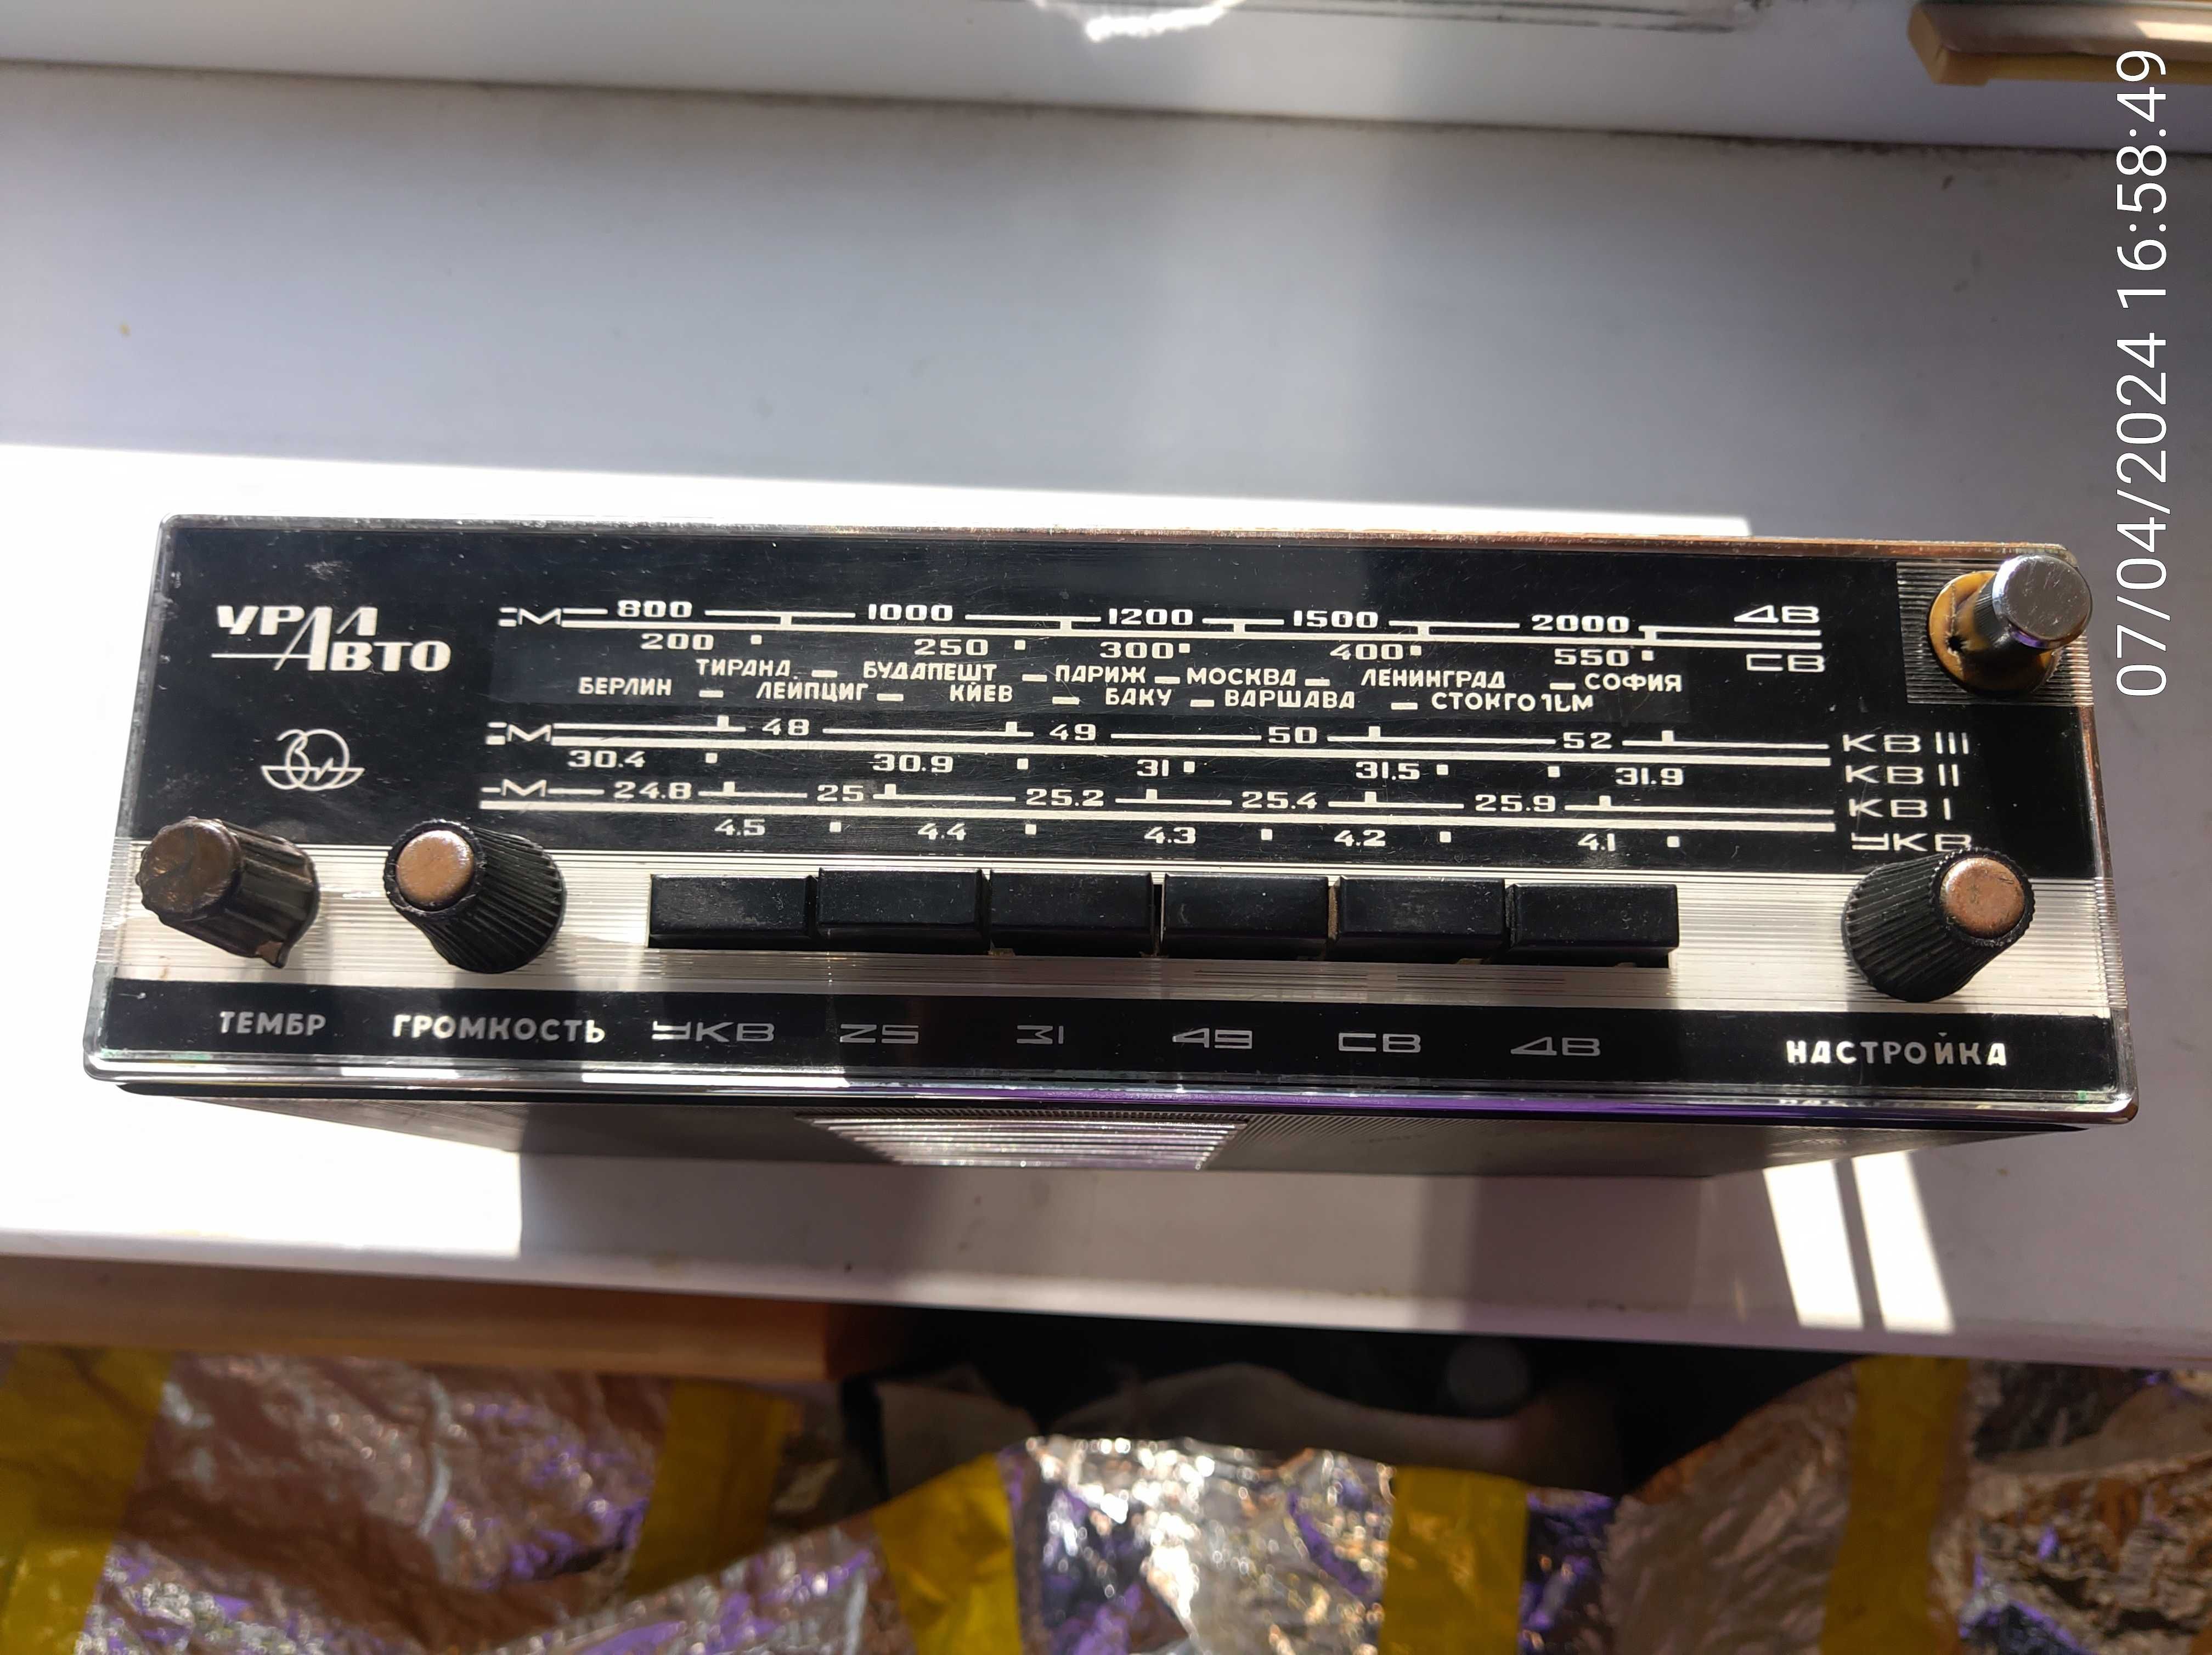 УРАЛ
АВТО
М 800 1000 1200 1500 2000 ДВ
200 250 300 400 550 СВ
ТИРАНА БУДАПЕШТ ПАРИЖ МОСКВА ЛЕНИНГРАД СОФИЯ
БЕРЛИН ЛЕЙПЦИГ КИЕВ БАКУ ВАРШАВА СТОКГОЛЬМ
М 48 49 50 52 КВ III
30.4 30.9 31 31.5 31.9 КВ II
М 24.8 25 25.2 25.4 25.9 КВ I
4.5 4.4 4.3 4.2 4.1 УКВ
ТЕМБР ГРОМКОСТЬ УКВ 25 31 49 СВ ДВ НАСТРОЙКА
07/04/2024 16:58:49